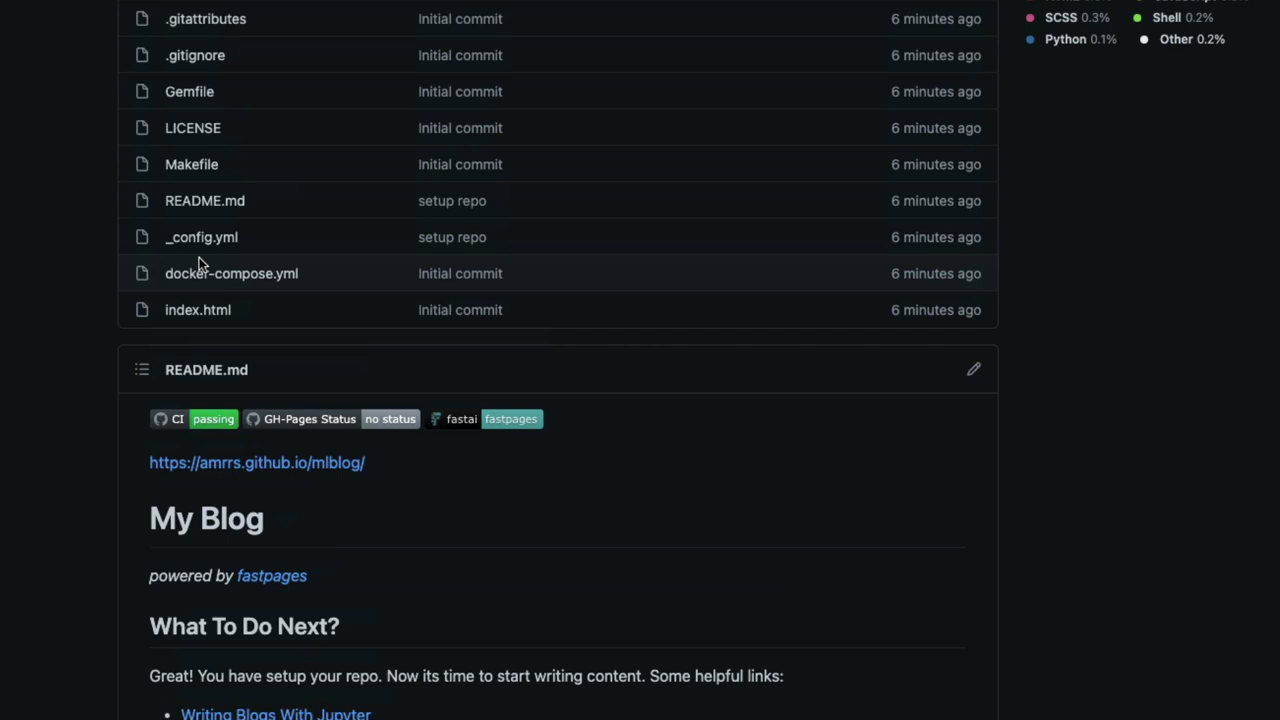 SCSS 0.3% Shell 0.2%
Python 0.1% Other 0.2%
.gitattributes Initial commit 6 minutes ago
.gitignore Initial commit 6 minutes ago
Gemfile Initial commit 6 minutes ago
LICENSE Initial commit 6 minutes ago
Makefile Initial commit 6 minutes ago
README.md setup repo 6 minutes ago
_config.yml setup repo 6 minutes ago
docker-compose.yml Initial commit 6 minutes ago
index.html Initial commit 6 minutes ago
README.md
CI passing GH-Pages Status no status fastai fastpages
https://amrrs.github.io/mlblog/
My Blog
powered by fastpages
What To Do Next?
Great! You have setup your repo. Now its time to start writing content. Some helpful links:
Writing Blogs With Jupyter